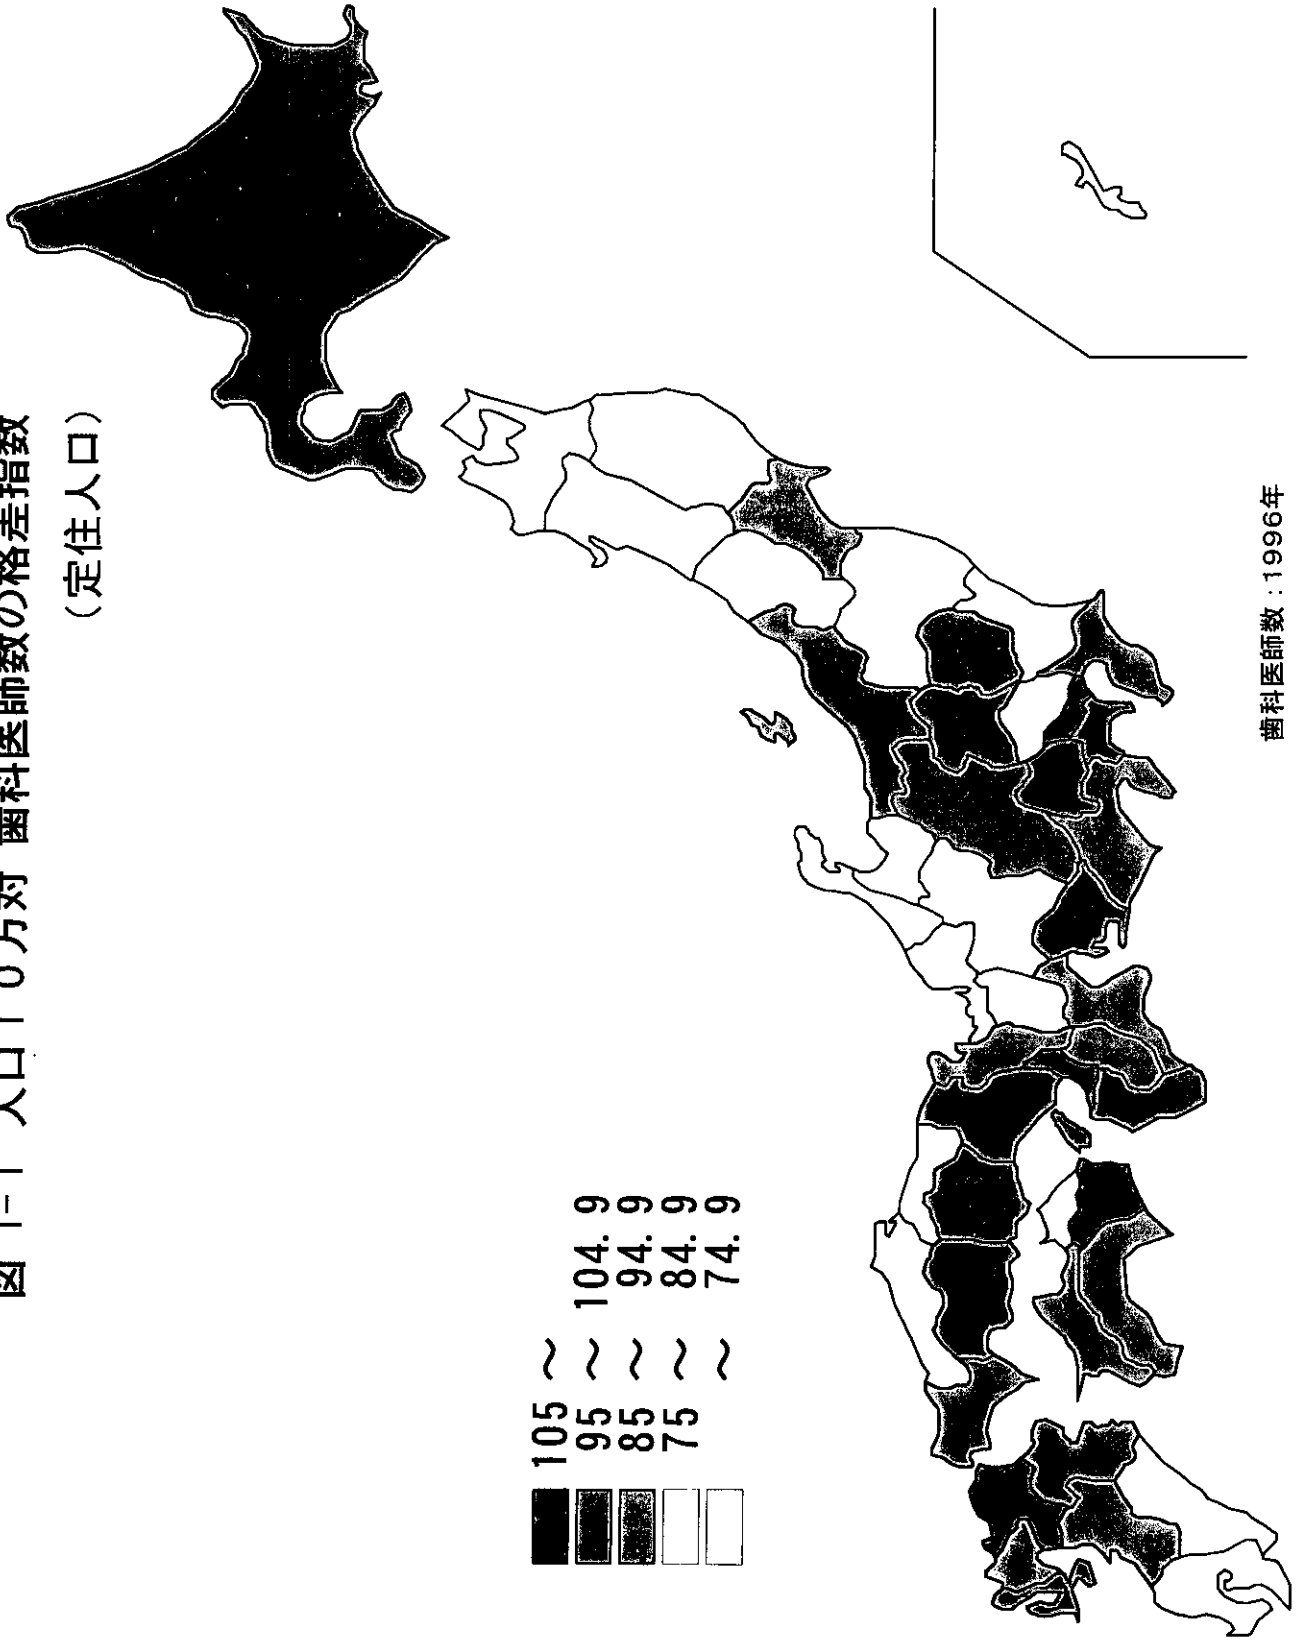 図1-1 人口10万対 歯科医師数の格差指数
(定住人口)
105 ~
95 ~ 104.9
85 ~ 94.9
75 ~ 84.9
~ 74.9
歯科医師数:1996年